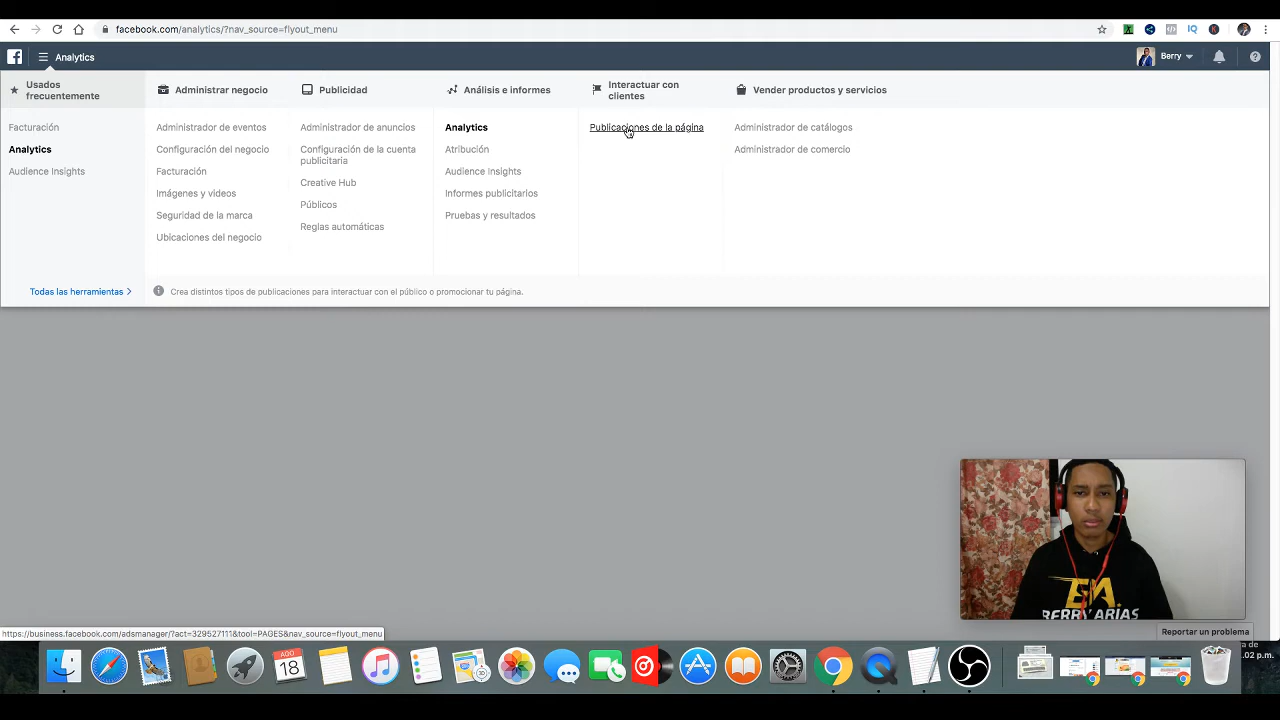 facebook.com/analytics/?nav_source=flyout_menu
Analytics
Berry
Usados
frecuentemente
Facturación
Analytics
Audience Insights
Todas las herramientas
Administrar negocio
Administrador de eventos
Configuración del negocio
Facturación
Imágenes y videos
Seguridad de la marca
Ubicaciones del negocio
Publicidad
Administrador de anuncios
Configuración de la cuenta
publicitaria
Creative Hub
Públicos
Reglas automáticas
Análisis e informes
Analytics
Atribución
Audience Insights
Informes publicitarios
Pruebas y resultados
Interactuar con
clientes
Publicaciones de la página
Vender productos y servicios
Administrador de catálogos
Administrador de comercio
Crea distintos tipos de publicaciones para interactuar con el público o promocionar tu página.
BERRY ARIAS
https://business.facebook.com/adsmanager/?act=329527111&tool=PAGES&nav_source=flyout_menu
Reportar un problema
a de
.02 p.m.
AGO
18